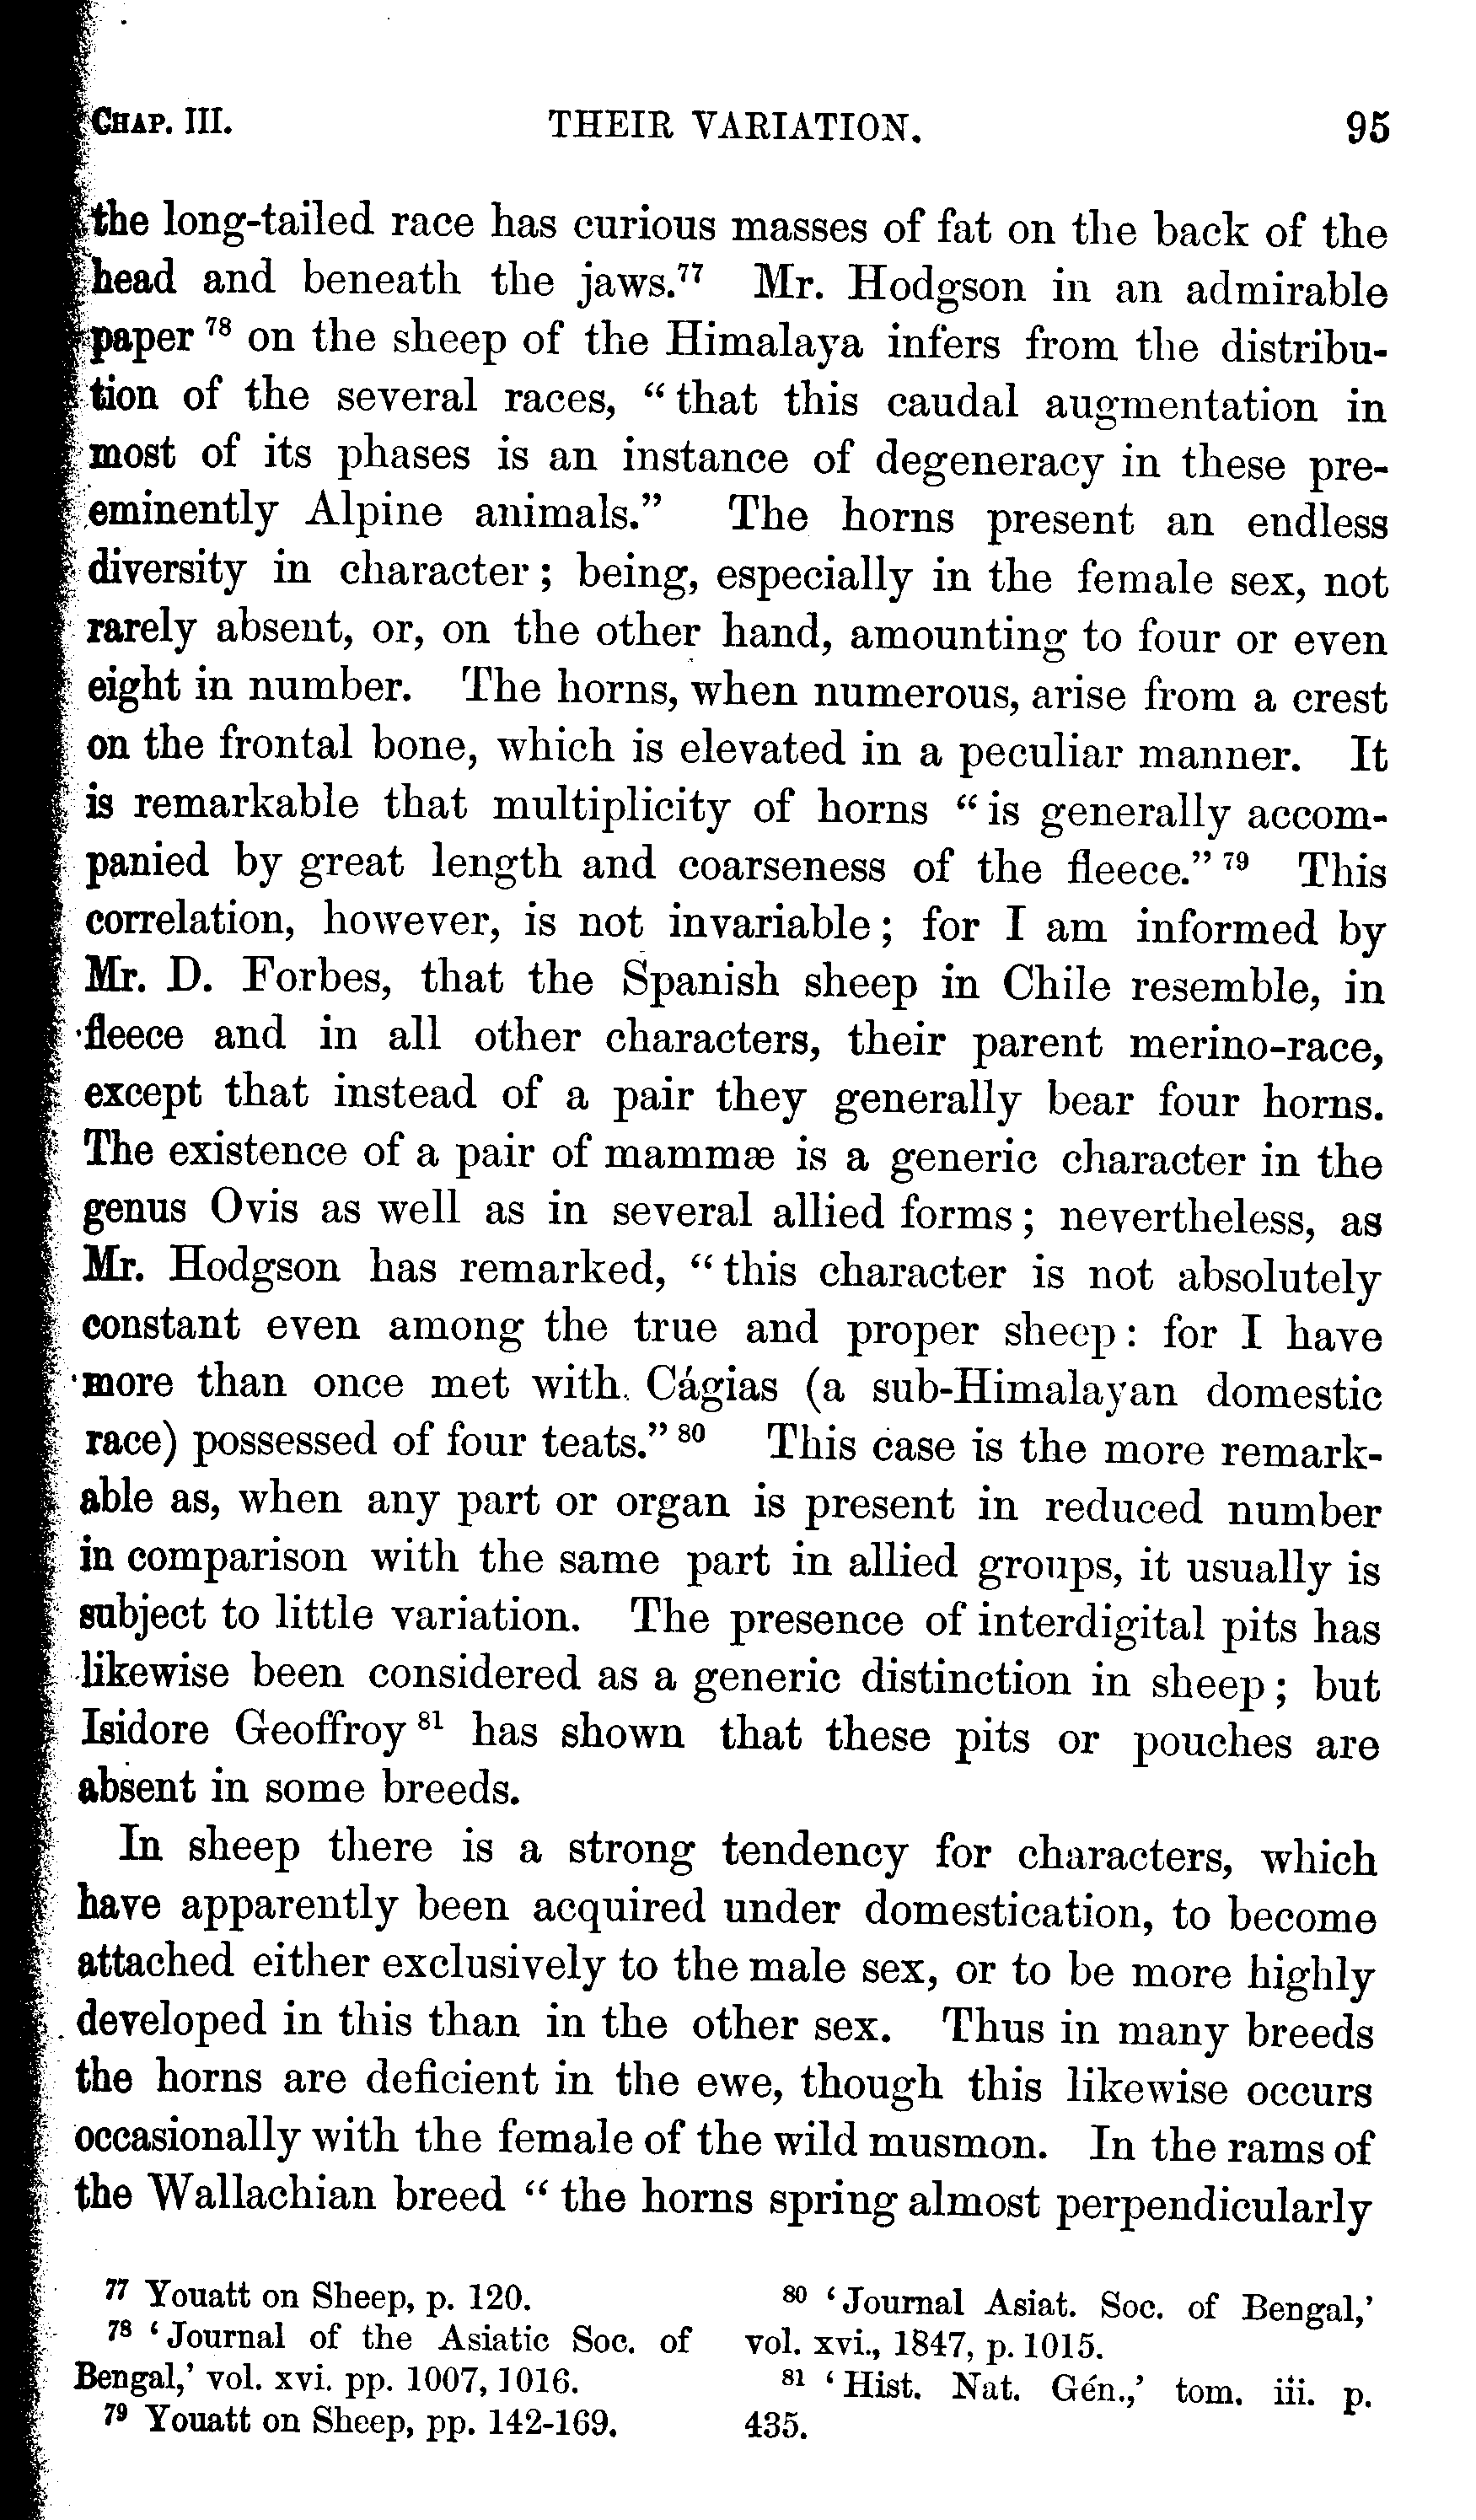 CHAP. III. THEIR VARIATION. 95
the long-tailed race has curious masses of fat on the back of the
head and beneath the jaws.77 Mr. Hodgson in an admirable
paper 78 on the sheep of the Himalaya infers from the distribu-
tion of the several races, “that this caudal augmentation in
most of its phases is an instance of degeneracy in these pre-
eminently Alpine animals.” The horns present an endless
diversity in character; being, especially in the female sex, not
rarely absent, or, on the other hand, amounting to four or even
eight in number. The horns, when numerous, arise from a crest
on the frontal bone, which is elevated in a peculiar manner. It
is remarkable that multiplicity of horns “is generally accom-
panied by great length and coarseness of the fleece.” 79 This
correlation, however, is not invariable; for I am informed by
Mr. D. Forbes, that the Spanish sheep in Chile resemble, in
fleece and in all other characters, their parent merino-race,
except that instead of a pair they generally bear four horns.
The existence of a pair of mammæ is a generic character in the
genus Ovis as well as in several allied forms; nevertheless, as
Mr. Hodgson has remarked, “this character is not absolutely
constant even among the true and proper sheep: for I have
more than once met with Cágias (a sub-Himalayan domestic
race) possessed of four teats.” 80 This case is the more remark-
able as, when any part or organ is present in reduced number
in comparison with the same part in allied groups, it usually is
subject to little variation. The presence of interdigital pits has
likewise been considered as a generic distinction in sheep; but
Isidore Geoffroy 81 has shown that these pits or pouches are
absent in some breeds.
In sheep there is a strong tendency for characters, which
have apparently been acquired under domestication, to become
attached either exclusively to the male sex, or to be more highly
developed in this than in the other sex. Thus in many breeds
the horns are deficient in the ewe, though this likewise occurs
occasionally with the female of the wild musmon. In the rams of
the Wallachian breed “the horns spring almost perpendicularly
77 Youatt on Sheep, p. 120.
78 ‘Journal of the Asiatic Soc. of
Bengal,’ vol. xvi. pp. 1007, 1016.
79 Youatt on Sheep, pp. 142-169.
80 ‘Journal Asiat. Soc. of Bengal,’
vol. xvi., 1847, p. 1015.
81 ‘Hist. Nat. Gén.,’ tom. iii. p.
435.